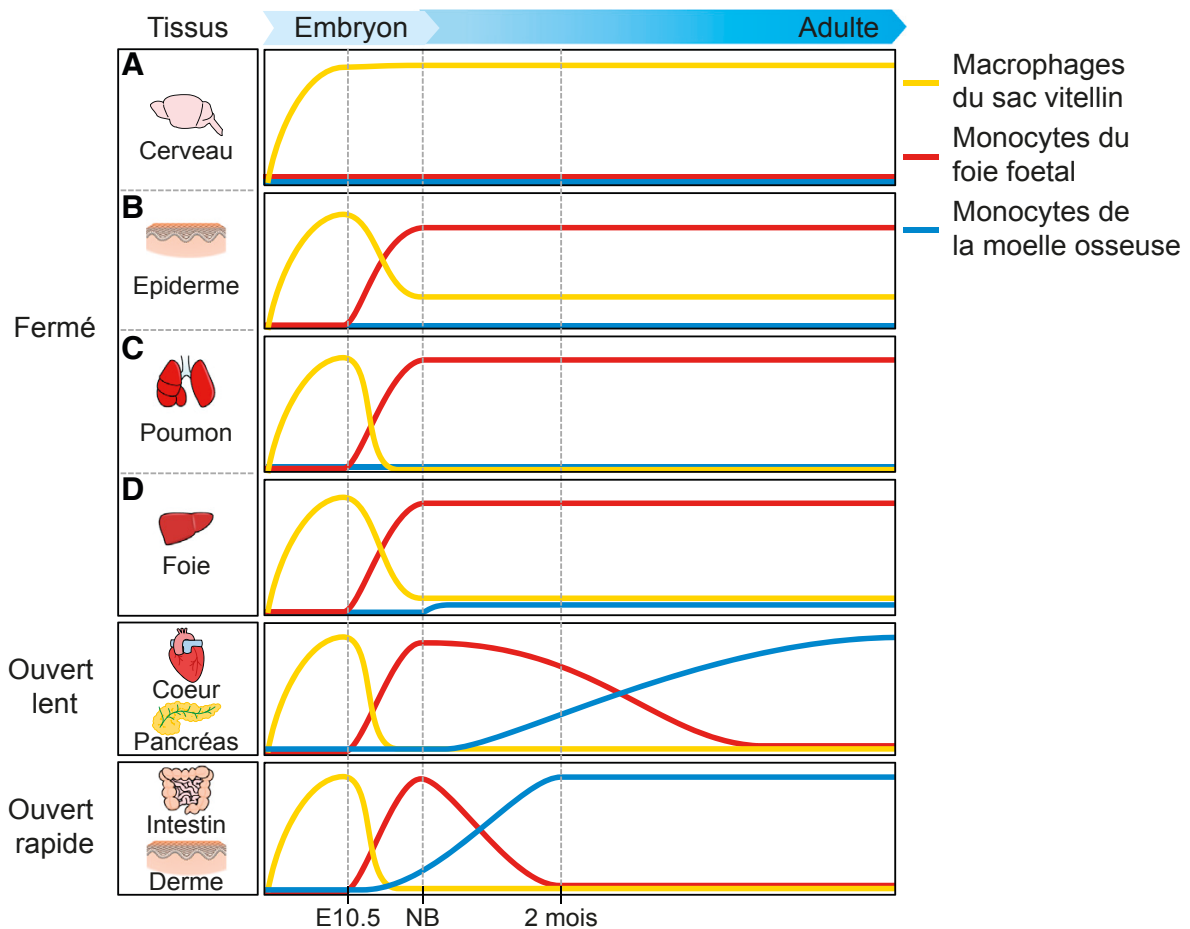 Tissus
Embryon
Adulte
A
Cerveau
B
Epiderme
Fermé
C
Poumon
D
Foie
Ouvert
lent
Coeur
Pancréas
Ouvert
rapide
Intestin
Derme
E10.5
NB
2 mois
Macrophages
du sac vitellin
Monocytes du
foie foetal
Monocytes de
la moelle osseuse